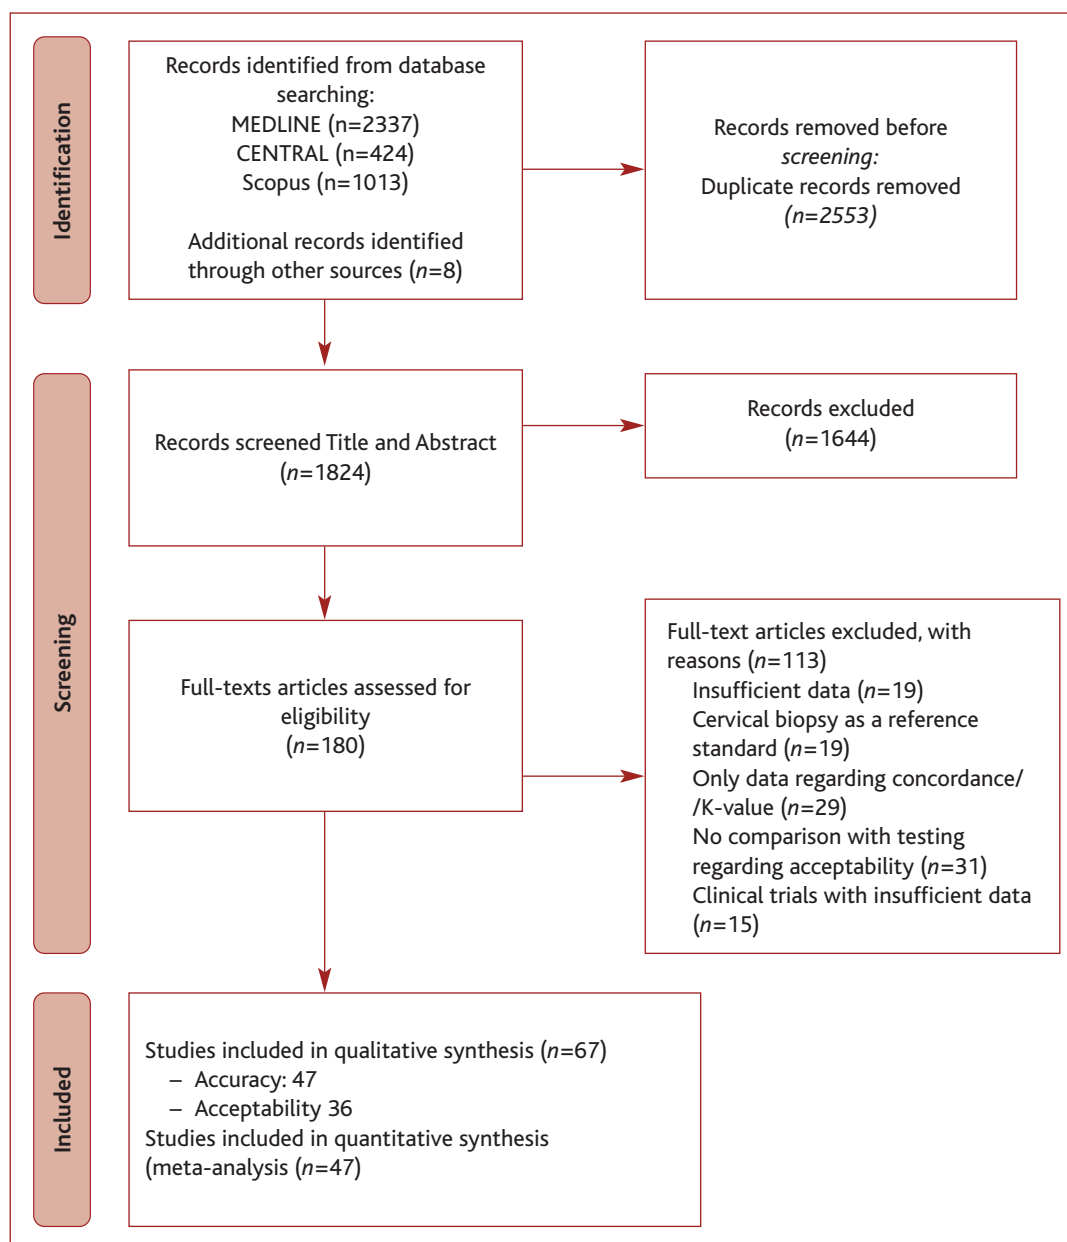 Identification
Records identified from database
searching:
MEDLINE (n=2337)
CENTRAL (n=424)
Scopus (n=1013)
Additional records identified
through other sources (n=8)
Records removed before
screening:
Duplicate records removed
(n=2553)
Screening
Records screened Title and Abstract
(n=1824)
Records excluded
(n=1644)
Full-texts articles assessed for
eligibility
(n=180)
Full-text articles excluded, with
reasons (n=113)
Insufficient data (n=19)
Cervical biopsy as a reference
standard (n=19)
Only data regarding concordance/
/K-value (n=29)
No comparison with testing
regarding acceptability (n=31)
Clinical trials with insufficient data
(n=15)
Included
Studies included in qualitative synthesis (n=67)
– Accuracy: 47
– Acceptability 36
Studies included in quantitative synthesis
(meta-analysis (n=47)